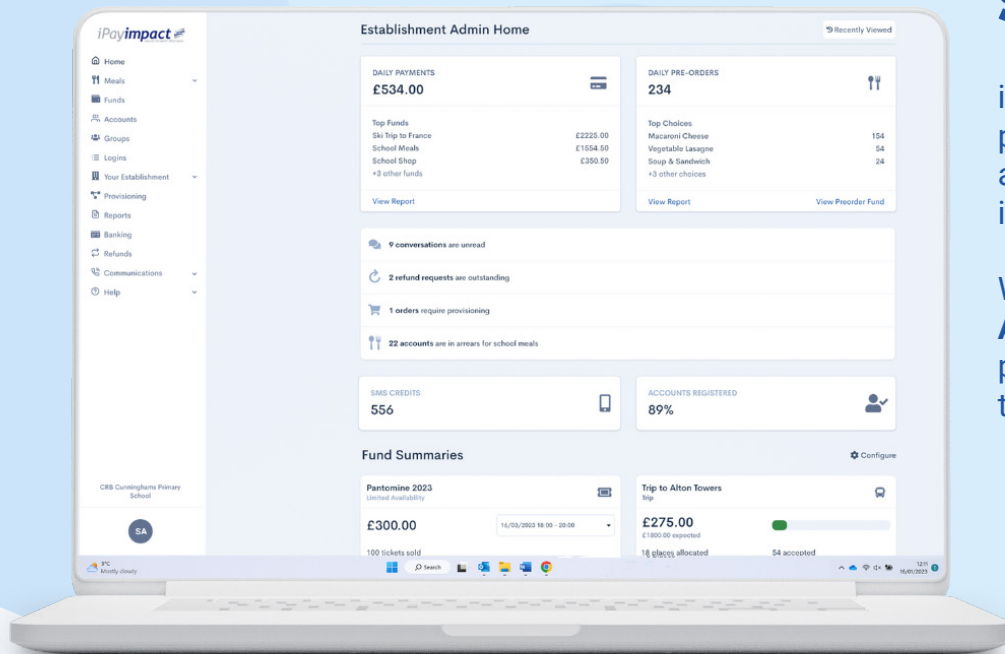 iPayimpact
Home
Meals
Funds
Accounts
Groups
Logins
Your Establishment
Provisioning
Reports
Banking
Refunds
Communications
Help
CRB Cunninghams Primary
School
SA
Establishment Admin Home
Recently Viewed
DAILY PAYMENTS
£534.00
Top Funds
Ski Trip to France £2225.00
School Meals £1554.50
School Shop £350.50
+3 other funds
View Report
DAILY PRE-ORDERS
234
Top Choices
Macaroni Cheese 154
Vegetable Lasagne 54
Soup & Sandwich 24
+3 other choices
View Report View Preorder Fund
9 conversations are unread
2 refund requests are outstanding
1 orders require provisioning
22 accounts are in arrears for school meals
SMS CREDITS
556
ACCOUNTS REGISTERED
89%
Fund Summaries
Configure
Pantomine 2023
Limited Availability
£300.00
16/03/2023 18:00 - 20:00
100 tickets sold
Trip to Alton Towers
Trip
£275.00
£1800.00 expected
18 places allocated 54 accepted
3°C
Mostly cloudy
Search
12:11
16/01/2023